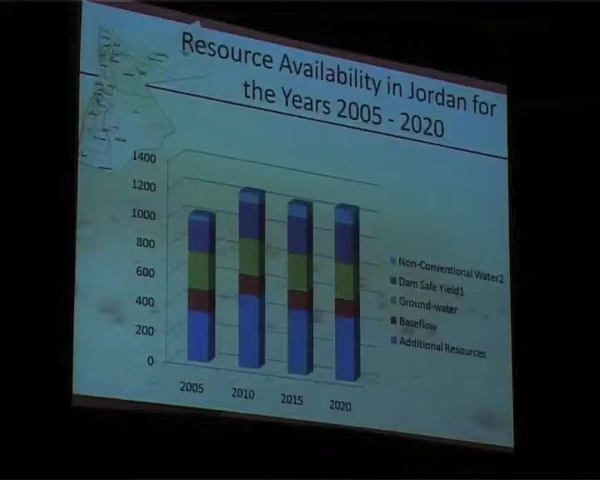 Resource Availability in Jordan for
the Years 2005 - 2020
1400
1200
1000
800
600
400
200
0
2005
2010
2015
2020
Non-Conventional Water2
Dam Safe Yield1
Ground-water
Baseflow
Additional Resources